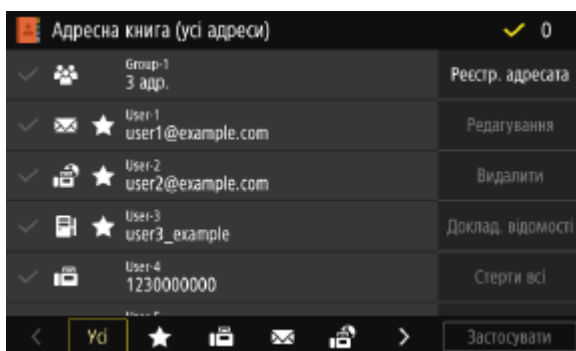 Адресна книга (усі адреси)
0
Group-1
3 адр.
Реєстр. адресата
User-1
user1@example.com
Редагування
User-2
user2@example.com
Видалити
User-3
user3_example
Доклад. відомості
User-4
1230000000
Стерти всі
Усі
Застосувати